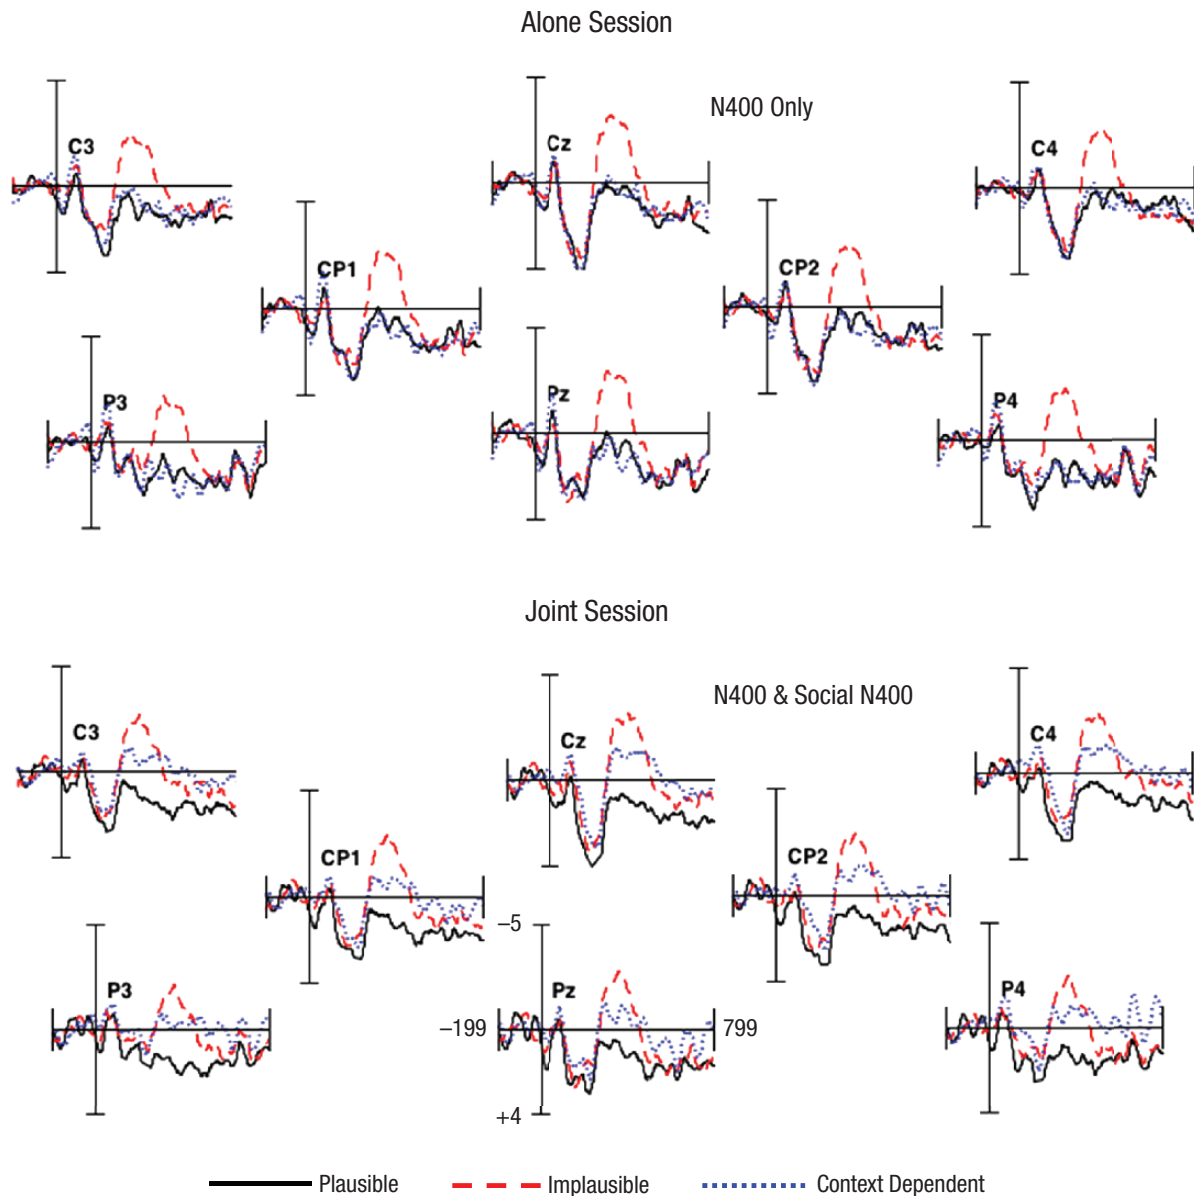 Alone Session
N400 Only
C3
Cz
C4
CP1
CP2
P3
Pz
P4
Joint Session
N400 & Social N400
C3
Cz
C4
CP1
CP2
–5
P3
Pz
P4
–199
799
+4
Plausible
Implausible
Context Dependent